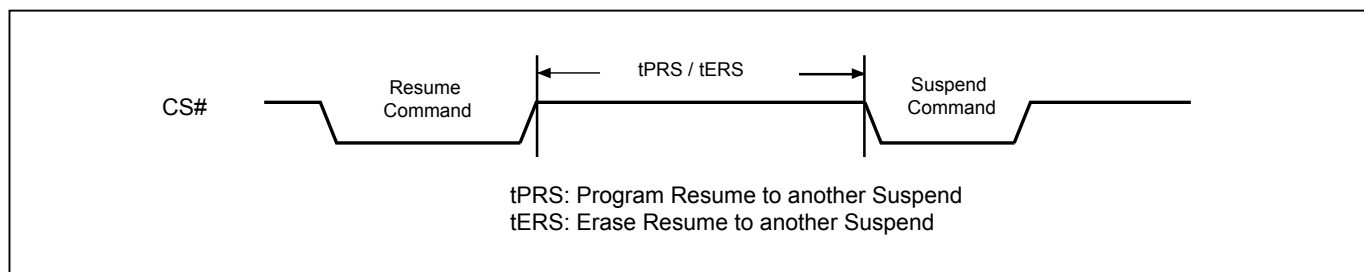 tPRS / tERS
Resume
Command
Suspend
Command
CS#
tPRS: Program Resume to another Suspend
tERS: Erase Resume to another Suspend